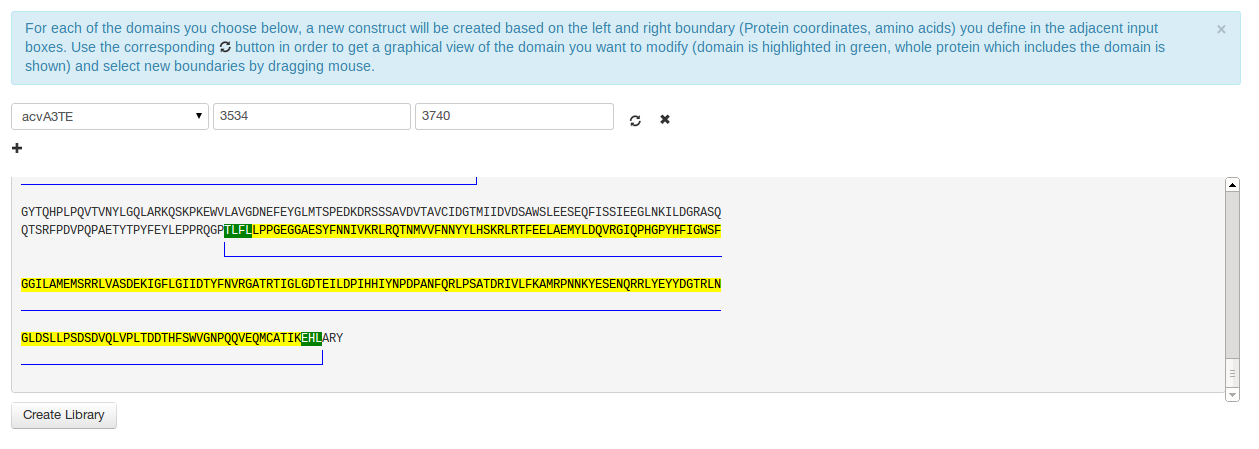 For each of the domains you choose below, a new construct will be created based on the left and right boundary (Protein coordinates, amino acids) you define in the adjacent input
boxes. Use the corresponding button in order to get a graphical view of the domain you want to modify (domain is highlighted in green, whole protein which includes the domain is
shown) and select new boundaries by dragging mouse.
acvA3TE 3534 3740
GYTQHPLPQVTVNYLGQLARKQSKPKEWVLAVGDNEFEYGLMTSPEDKDRSSSAVDVTAVCIDGTMIIDVDSAWSLEESEQFISSIEEGLNKILDGRASQ
QTSRFPDVPQPAETYTPYFEYLEPPRQGPTLFLLPPGEGGAESYFNNIVKRLRQTNMVVFNNYYLHSKRLRTFEELAEMYLDQVRGIQPHGPYHFIGWSF
GGILAMEMSRRLVASDEKIGFLGIIDTYFNVRGATRTIGLGDTEILDPIHHIYNPDPANFQRLPSATDRIVLFKAMRPNNKYESENQRRLYEYYDGTRLN
GLDSLLPSDSDVQLVPLTDDTHFSWVGNPQQVEQMCATIKEHLARY
Create Library